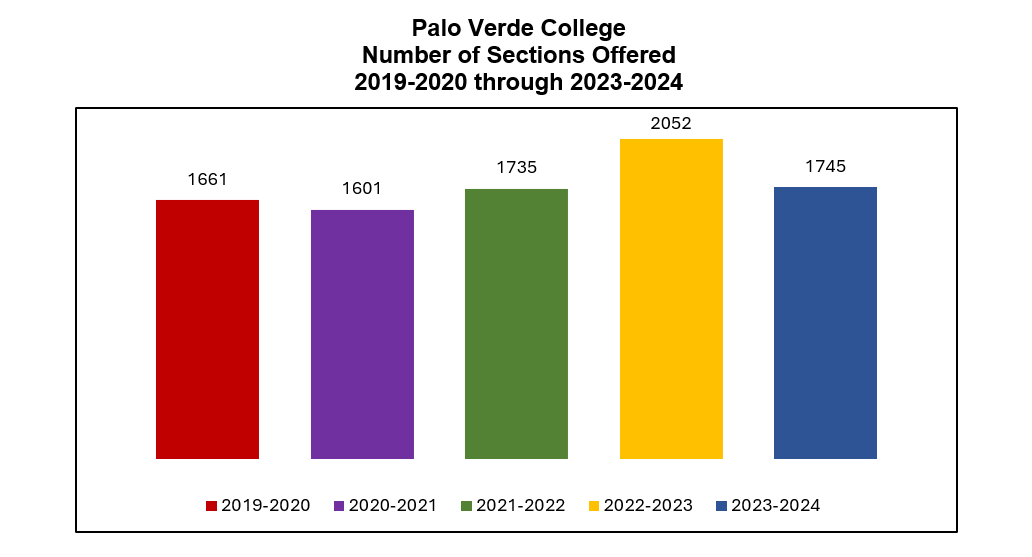 Palo Verde College
Number of Sections Offered
2019-2020 through 2023-2024
2052
1735
1745
1661
1601
2019-2020 2020-2021 2021-2022 2022-2023 2023-2024